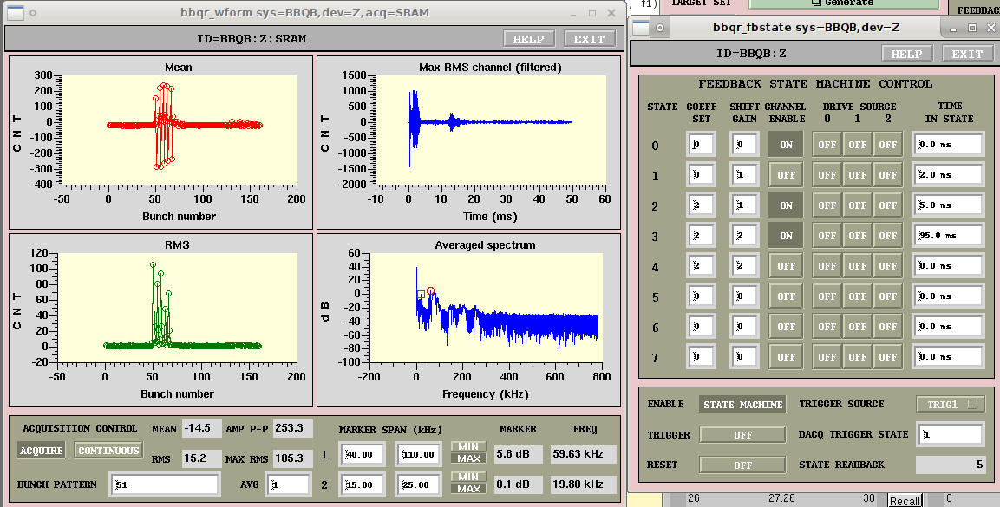 bbqr_wform sys=BBQB,dev=Z,acq=SRAM
ID=BBQB:Z:SRAM HELP EXIT
Mean
300
200
100
0
-100
-200
-300
-400
C N T
-50 0 50 100 150 200
Bunch number
Max RMS channel (filtered)
1500
1000
500
0
-500
-1000
-1500
-2000
C N T
-10 0 10 20 30 40 50 60
Time (ms)
RMS
120
100
80
60
40
20
0
-20
C N T
-50 0 50 100 150 200
Bunch number
Averaged spectrum
60
40
20
0
-20
-40
-60
-80
-100
d B
-200 0 200 400 600 800
Frequency (kHz)
ACQUISITION CONTROL MEAN -14.5 AMP P-P 253.3
ACQUIRE CONTINUOUS RMS 15.2 MAX RMS 105.3
BUNCH PATTERN 51 AVG 1
MARKER SPAN (kHz) MARKER FREQ
1 40.00 110.00 MIN MAX 5.8 dB 59.63 kHz
2 15.00 25.00 MIN MAX 0.1 dB 19.80 kHz
, f1) TARGET SET Generate
FEEDBAC
bbqr_fbstate sys=BBQB,dev=Z
ID=BBQB:Z HELP EXIT
FEEDBACK STATE MACHINE CONTROL
STATE COEFF SHIFT CHANNEL DRIVE SOURCE TIME
SET GAIN ENABLE 0 1 2 IN STATE
0 0 0 ON OFF OFF OFF 0.0 ms
1 0 1 OFF OFF OFF OFF 2.0 ms
2 2 1 ON OFF OFF OFF 5.0 ms
3 2 2 ON OFF OFF OFF 95.0 ms
4 2 2 OFF OFF OFF OFF 0.0 ms
5 0 0 OFF OFF OFF OFF 0.0 ms
6 0 0 OFF OFF OFF OFF 0.0 ms
7 0 0 OFF OFF OFF OFF 0.0 ms
ENABLE STATE MACHINE TRIGGER SOURCE TRIG1
TRIGGER OFF DACQ TRIGGER STATE 1
RESET OFF STATE READBACK 5
26 27.26 30 Recall 0